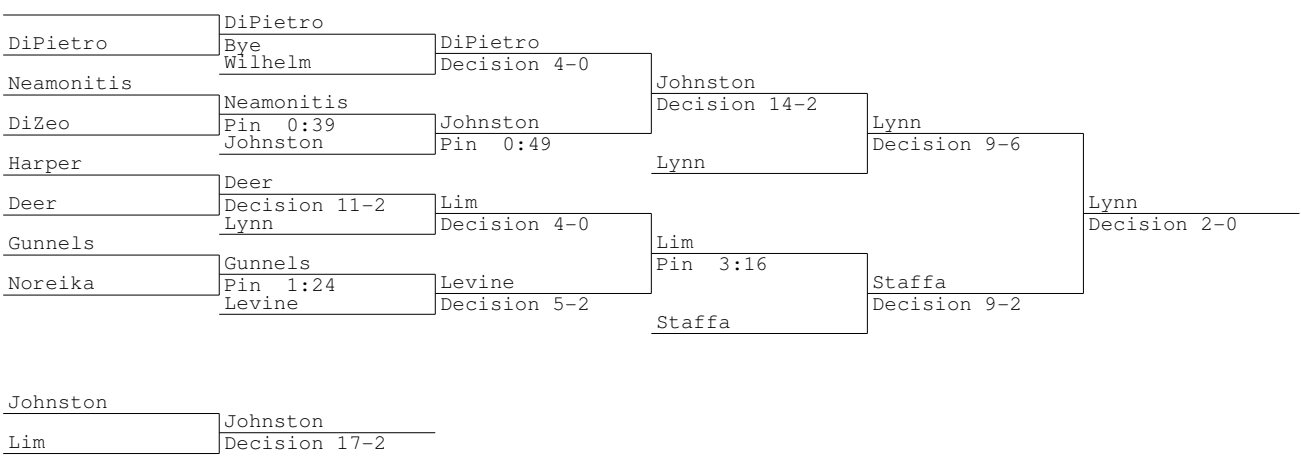 DiPietro
DiPietro
Bye
Wilhelm
DiPietro
Decision 4-0
Neamonitis
DiZeo
Neamonitis
Pin 0:39
Johnston
Johnston
Pin 0:49
Johnston
Decision 14-2
Lynn
Lynn
Decision 9-6
Harper
Deer
Deer
Decision 11-2
Lynn
Lim
Decision 4-0
Gunnels
Noreika
Gunnels
Pin 1:24
Levine
Levine
Decision 5-2
Lim
Pin 3:16
Staffa
Staffa
Decision 9-2
Lynn
Decision 2-0
Johnston
Lim
Johnston
Decision 17-2